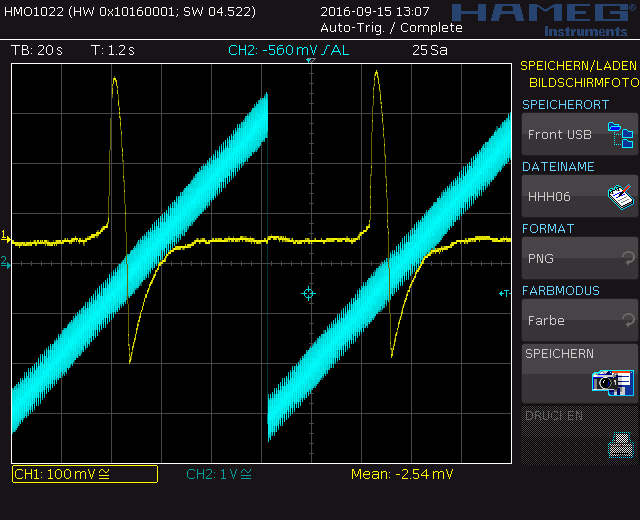 HMO1022 (HW 0x10160001; SW 04.522)
2016-09-15 13:07
HAMEG
Auto-Trig. / Complete
Instruments
TB: 20 s
T: 1.2 s
CH2: -560 mV / AL
25 Sa
SPEICHERN/LADEN
BILDSCHIRMFOTO
SPEICHERORT
Front USB
DATEINAME
HHH06
FORMAT
PNG
FARBMODUS
Farbe
SPEICHERN
DRUCKEN
1
2
T
CH1: 100 mV ≅
CH2: 1 V ≅
Mean: -2.54 mV